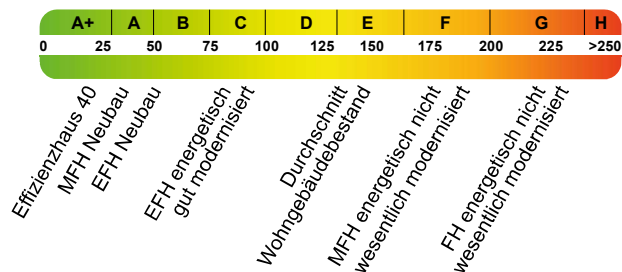 A+ A B C D E F G H
0 25 50 75 100 125 150 175 200 225 >250
Effizienzhaus 40
MFH Neubau
EFH Neubau
EFH energetisch
gut modernisiert
Durchschnitt
Wohngebäudebestand
MFH energetisch nicht
wesentlich modernisiert
FH energetisch nicht
wesentlich modernisiert